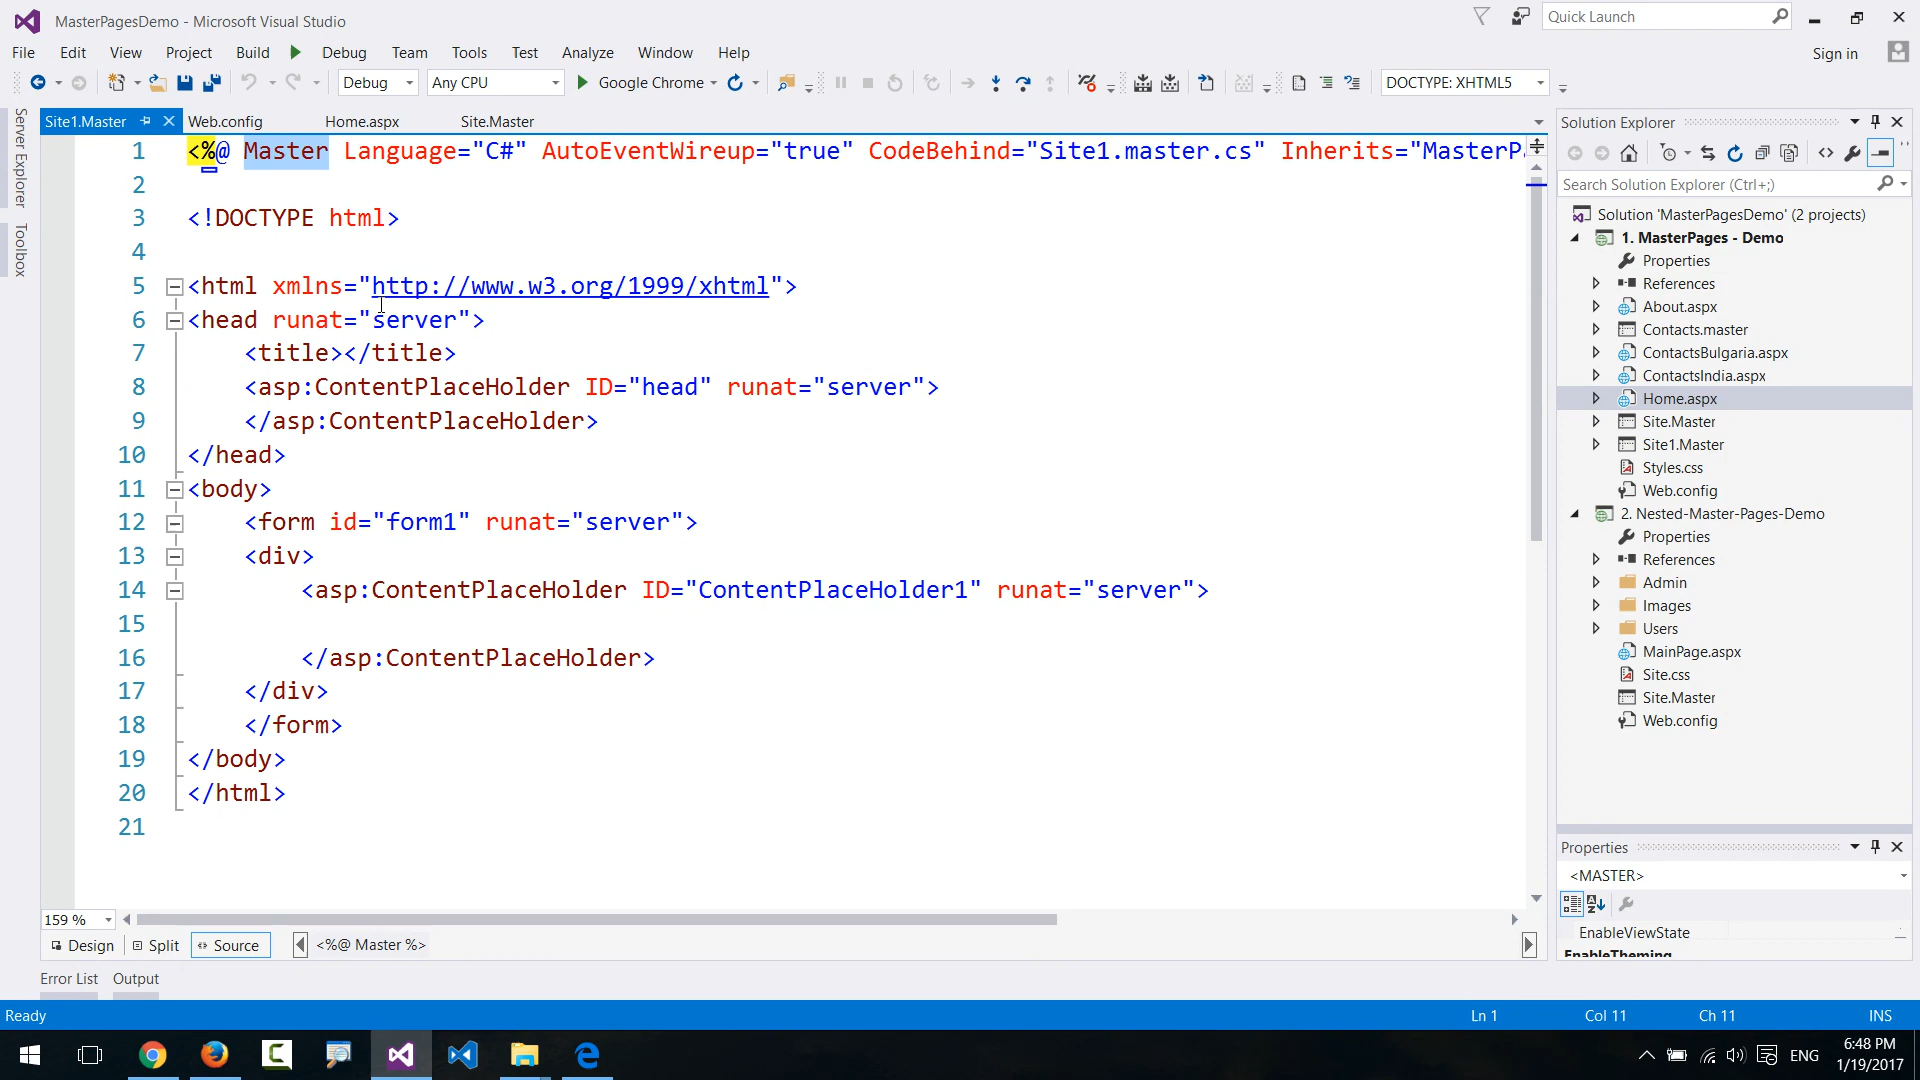 MasterPagesDemo - Microsoft Visual Studio
Quick Launch
File Edit View Project Build Debug Team Tools Test Analyze Window Help
Sign in
Debug Any CPU Google Chrome DOCTYPE: XHTML5
Server Explorer
Toolbox
Site1.Master Web.config Home.aspx Site.Master
1 <%@ Master Language="C#" AutoEventWireup="true" CodeBehind="Site1.master.cs" Inherits="MasterP
2
3 <!DOCTYPE html>
4
5 <html xmlns="http://www.w3.org/1999/xhtml">
6 <head runat="server">
7 <title></title>
8 <asp:ContentPlaceHolder ID="head" runat="server">
9 </asp:ContentPlaceHolder>
10 </head>
11 <body>
12 <form id="form1" runat="server">
13 <div>
14 <asp:ContentPlaceHolder ID="ContentPlaceHolder1" runat="server">
15
16 </asp:ContentPlaceHolder>
17 </div>
18 </form>
19 </body>
20 </html>
21
159 %
Design Split Source <%@ Master %>
Error List Output
Solution Explorer
Search Solution Explorer (Ctrl+;)
Solution 'MasterPagesDemo' (2 projects)
1. MasterPages - Demo
Properties
References
About.aspx
Contacts.master
ContactsBulgaria.aspx
ContactsIndia.aspx
Home.aspx
Site.Master
Site1.Master
Styles.css
Web.config
2. Nested-Master-Pages-Demo
Properties
References
Admin
Images
Users
MainPage.aspx
Site.css
Site.Master
Web.config
Properties
<MASTER>
EnableViewState
EnableTheming
Ready Ln 1 Col 11 Ch 11 INS
ENG
6:48 PM
1/19/2017